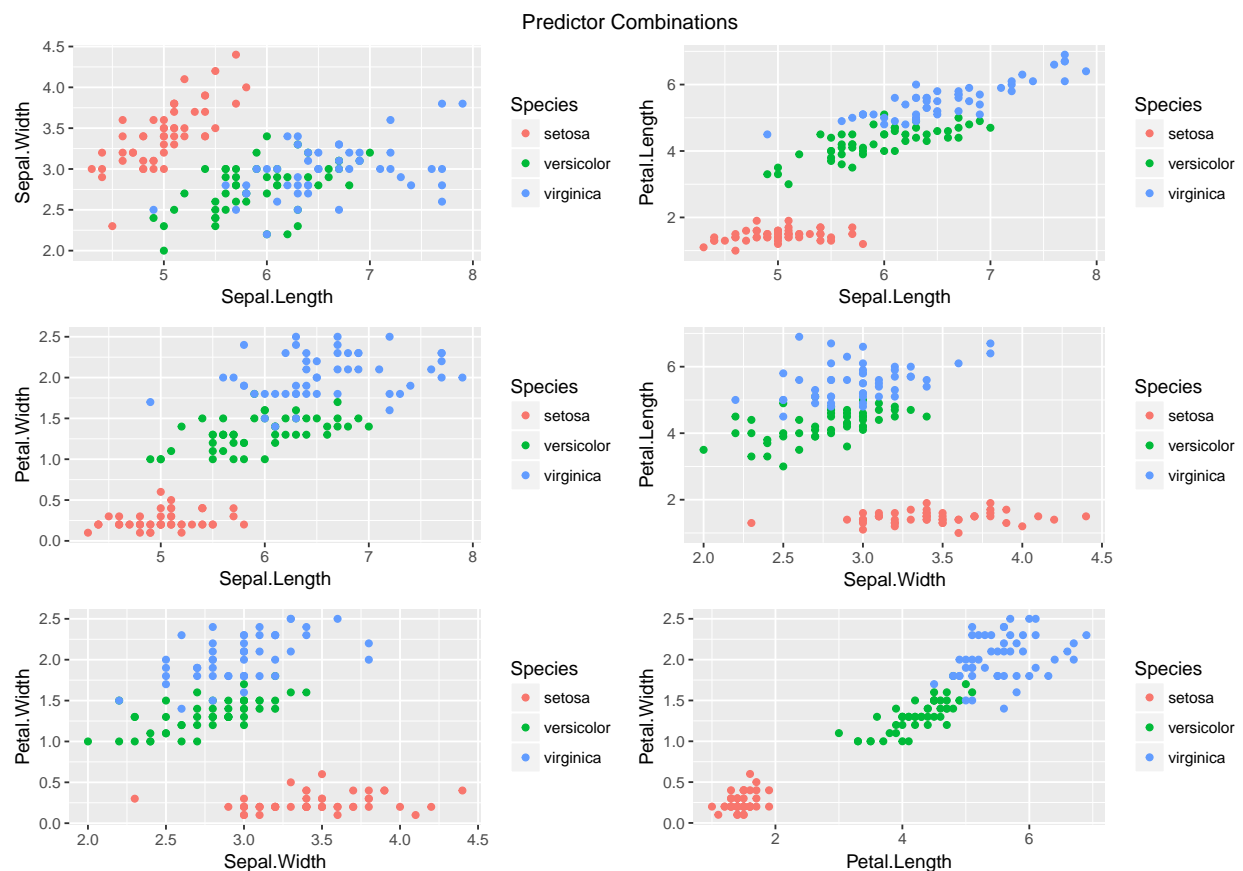 Predictor Combinations
4.5
4.0
3.5
3.0
2.5
2.0
Sepal.Width
5 6 7 8
Sepal.Length
Species
setosa
versicolor
virginica
6
4
2
Petal.Length
5 6 7 8
Sepal.Length
Species
setosa
versicolor
virginica
2.5
2.0
1.5
1.0
0.5
0.0
Petal.Width
5 6 7 8
Sepal.Length
Species
setosa
versicolor
virginica
6
4
2
Petal.Length
2.0 2.5 3.0 3.5 4.0 4.5
Sepal.Width
Species
setosa
versicolor
virginica
2.5
2.0
1.5
1.0
0.5
0.0
Petal.Width
2.0 2.5 3.0 3.5 4.0 4.5
Sepal.Width
Species
setosa
versicolor
virginica
2.5
2.0
1.5
1.0
0.5
0.0
Petal.Width
2 4 6
Petal.Length
Species
setosa
versicolor
virginica